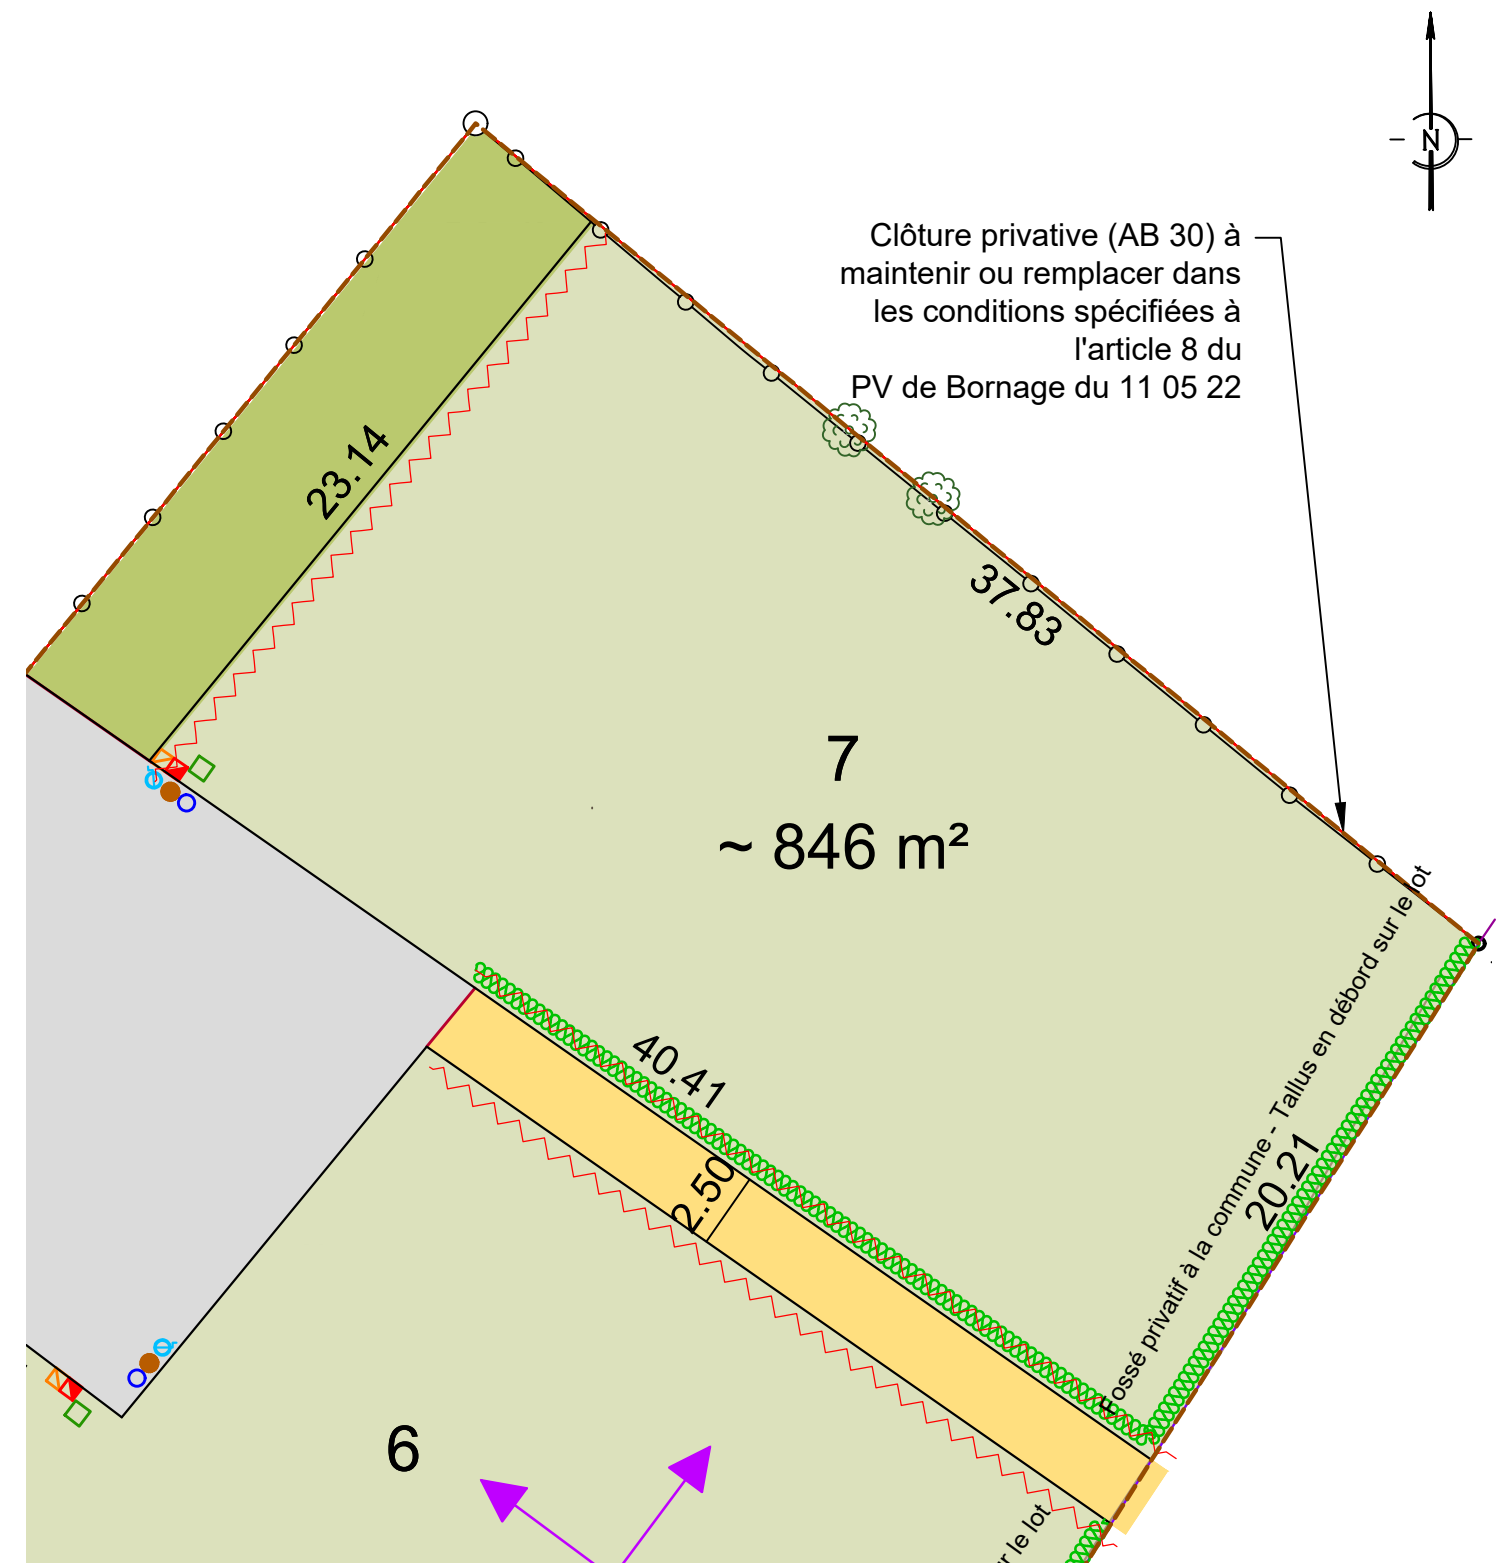 N
Clôture privative (AB 30) à
maintenir ou remplacer dans
les conditions spécifiées à
l'article 8 du
PV de Bornage du 11 05 22
23.14
37.83
7
~ 846 m²
Fossé privatif à la commune - Tallus en débord sur le lot
40.41
20.21
2.50
6
le lot